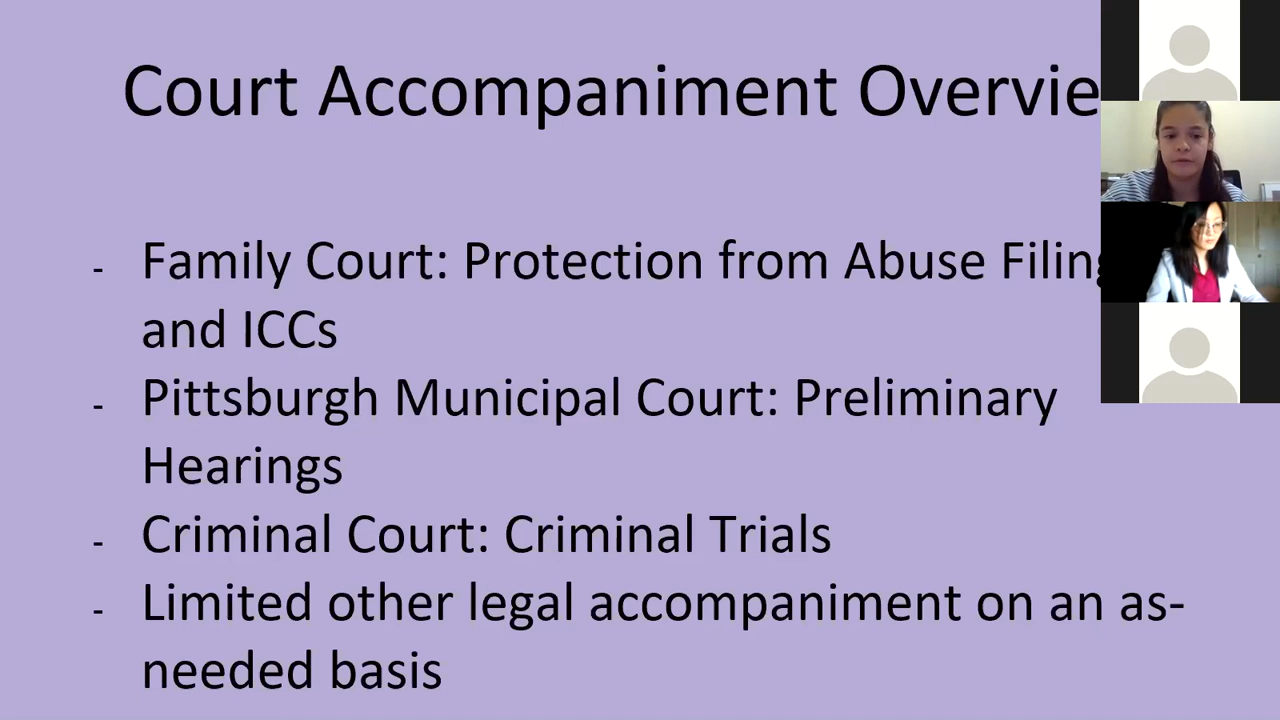 Court Accompaniment Overvie
- Family Court: Protection from Abuse Filing
and ICCs
- Pittsburgh Municipal Court: Preliminary
Hearings
- Criminal Court: Criminal Trials
- Limited other legal accompaniment on an as-
needed basis